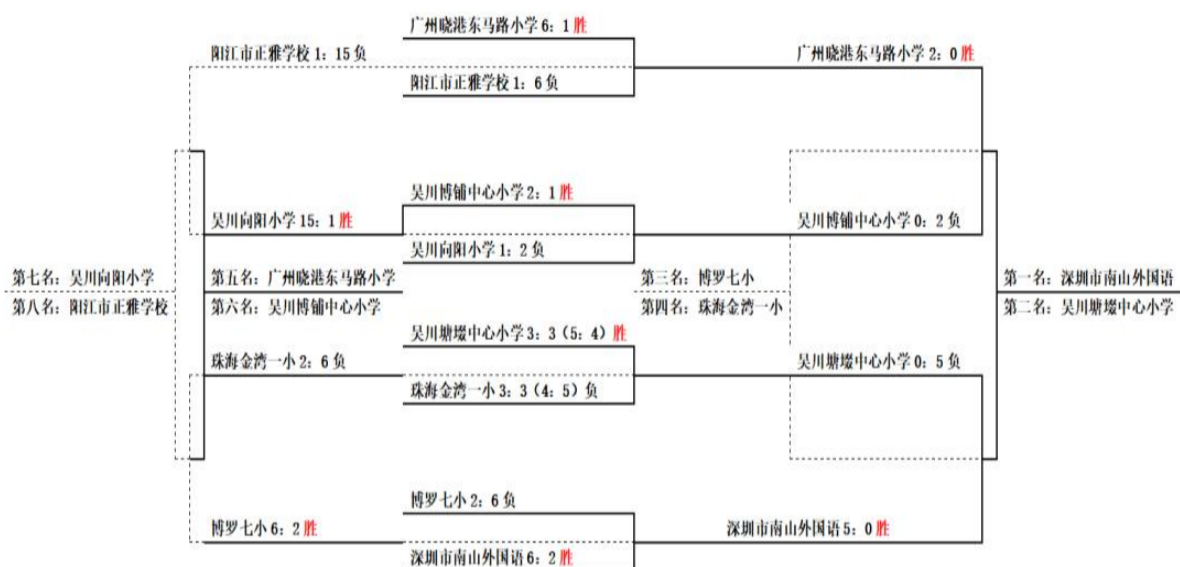 广州晓港东马路小学 6：1 胜
阳江市正雅学校 1：15 负
广州晓港东马路小学 2：0 胜
阳江市正雅学校 1：6 负
吴川博铺中心小学 2：1 胜
吴川向阳小学 15：1 胜
吴川博铺中心小学 0：2 负
吴川向阳小学 1：2 负
第七名：吴川向阳小学
第五名：广州晓港东马路小学
第三名：博罗七小
第一名：深圳市南山外国语
第八名：阳江市正雅学校
第六名：吴川博铺中心小学
第四名：珠海金湾一小
第二名：吴川塘㙍中心小学
吴川塘㙍中心小学 3：3（5：4）胜
珠海金湾一小 2：6 负
吴川塘㙍中心小学 0：5 负
珠海金湾一小 3：3（4：5）负
博罗七小 2：6 负
博罗七小 6：2 胜
深圳市南山外国语 5：0 胜
深圳市南山外国语 6：2 胜